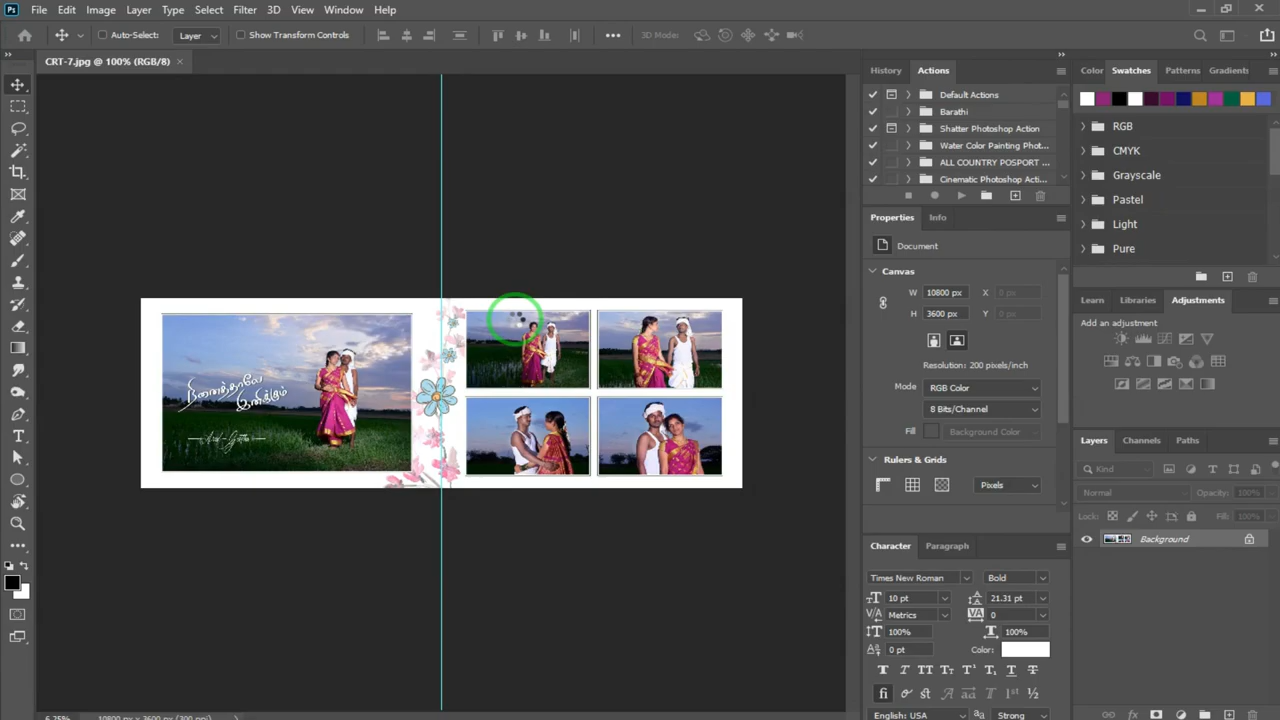 Ps File Edit Image Layer Type Select Filter 3D View Window Help
Auto-Select: Layer Show Transform Controls ••• 3D Mode:
CRT-7.jpg @ 100% (RGB/8) ×
History Actions
Default Actions
Barathi
Shatter Photoshop Action
Water Color Painting Phot...
ALL COUNTRY POSPORT ...
Cinematic Photoshop Acti...
Properties Info
Document
Canvas
W 10800 px X 0 px
H 3600 px Y 0 px
Resolution: 200 pixels/inch
Mode RGB Color
8 Bits/Channel
Fill Background Color
Rulers & Grids
Pixels
Character Paragraph
Times New Roman Bold
10 pt 21.31 pt
Metrics 0
100% 100%
0 pt Color:
English: USA aa Strong
Color Swatches Patterns Gradients
RGB
CMYK
Grayscale
Pastel
Light
Pure
Learn Libraries Adjustments
Add an adjustment
Layers Channels Paths
Kind
Normal Opacity: 100%
Lock: Fill: 100%
Background
நினைத்தாலே
இனிக்கும்
6.25% 10800 px x 3600 px (300 ppi)